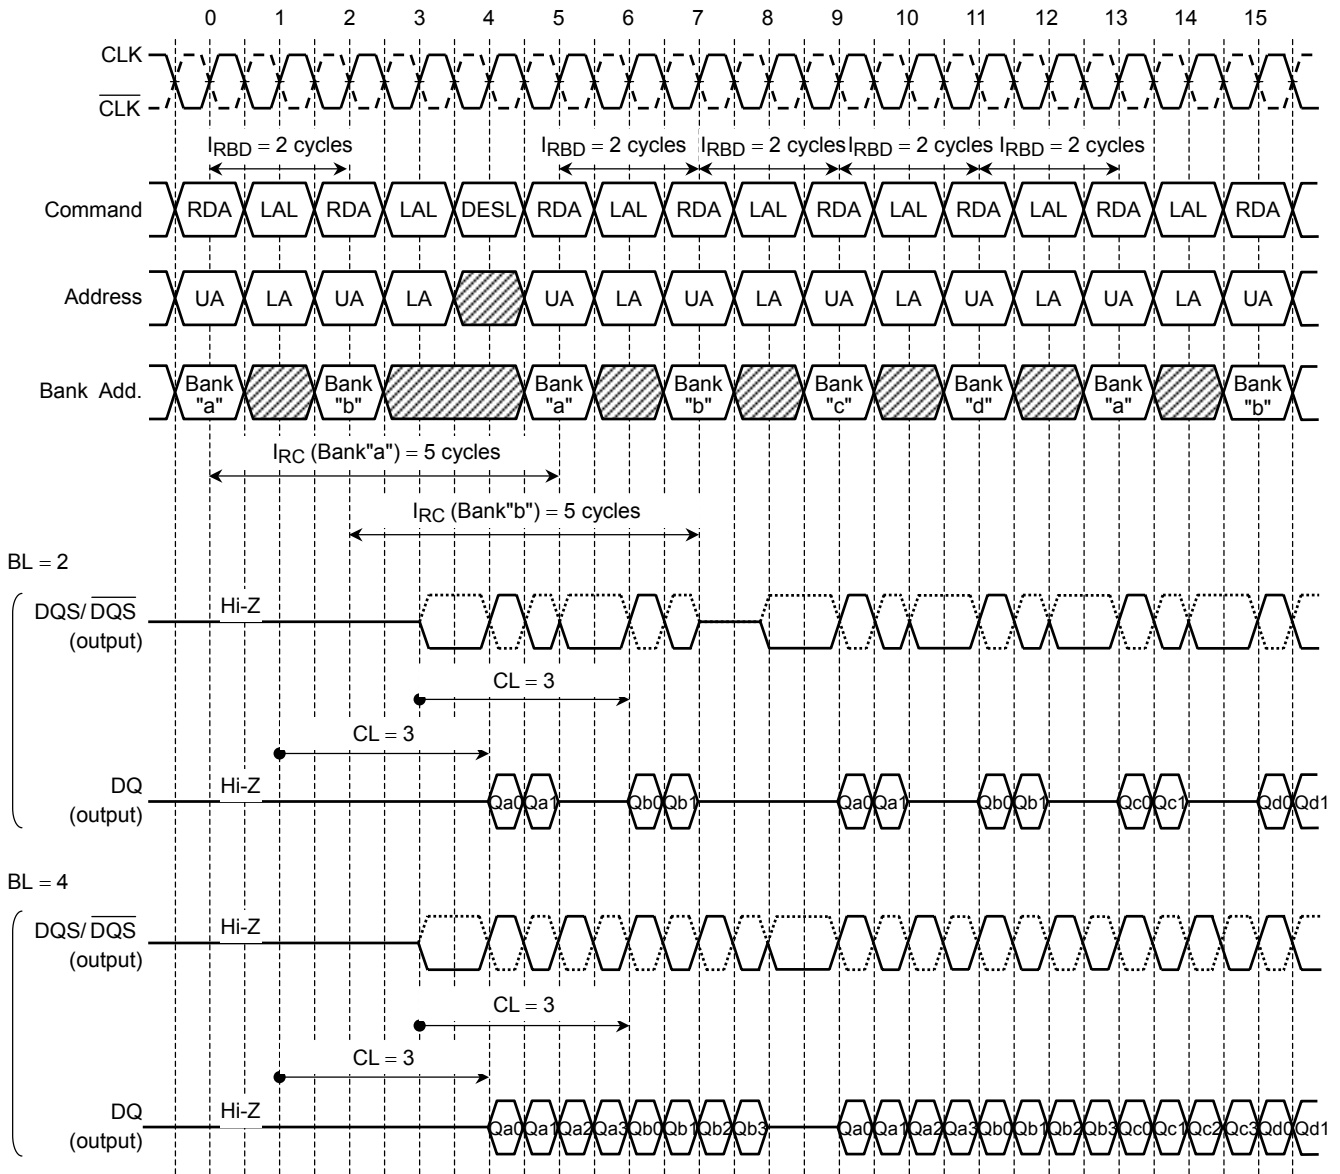 0 1 2 3 4 5 6 7 8 9 10 11 12 13 14 15
CLK
CLK
IRBD = 2 cycles IRBD = 2 cycles IRBD = 2 cycles IRBD = 2 cycles IRBD = 2 cycles
Command RDA LAL RDA LAL DESL RDA LAL RDA LAL RDA LAL RDA LAL RDA LAL RDA
Address UA LA UA LA UA LA UA LA UA LA UA LA UA LA UA
Bank Add. Bank "a" Bank "b" Bank "a" Bank "b" Bank "c" Bank "d" Bank "a" Bank "b"
IRC (Bank"a") = 5 cycles
IRC (Bank"b") = 5 cycles
BL = 2
DQS/DQS (output) Hi-Z
CL = 3
CL = 3
DQ (output) Hi-Z Qa0 Qa1 Qb0 Qb1 Qa0 Qa1 Qb0 Qb1 Qc0 Qc1 Qd0 Qd1
BL = 4
DQS/DQS (output) Hi-Z
CL = 3
CL = 3
DQ (output) Hi-Z Qa0 Qa1 Qa2 Qa3 Qb0 Qb1 Qb2 Qb3 Qa0 Qa1 Qa2 Qa3 Qb0 Qb1 Qb2 Qb3 Qc0 Qc1 Qc2 Qc3 Qd0 Qd1